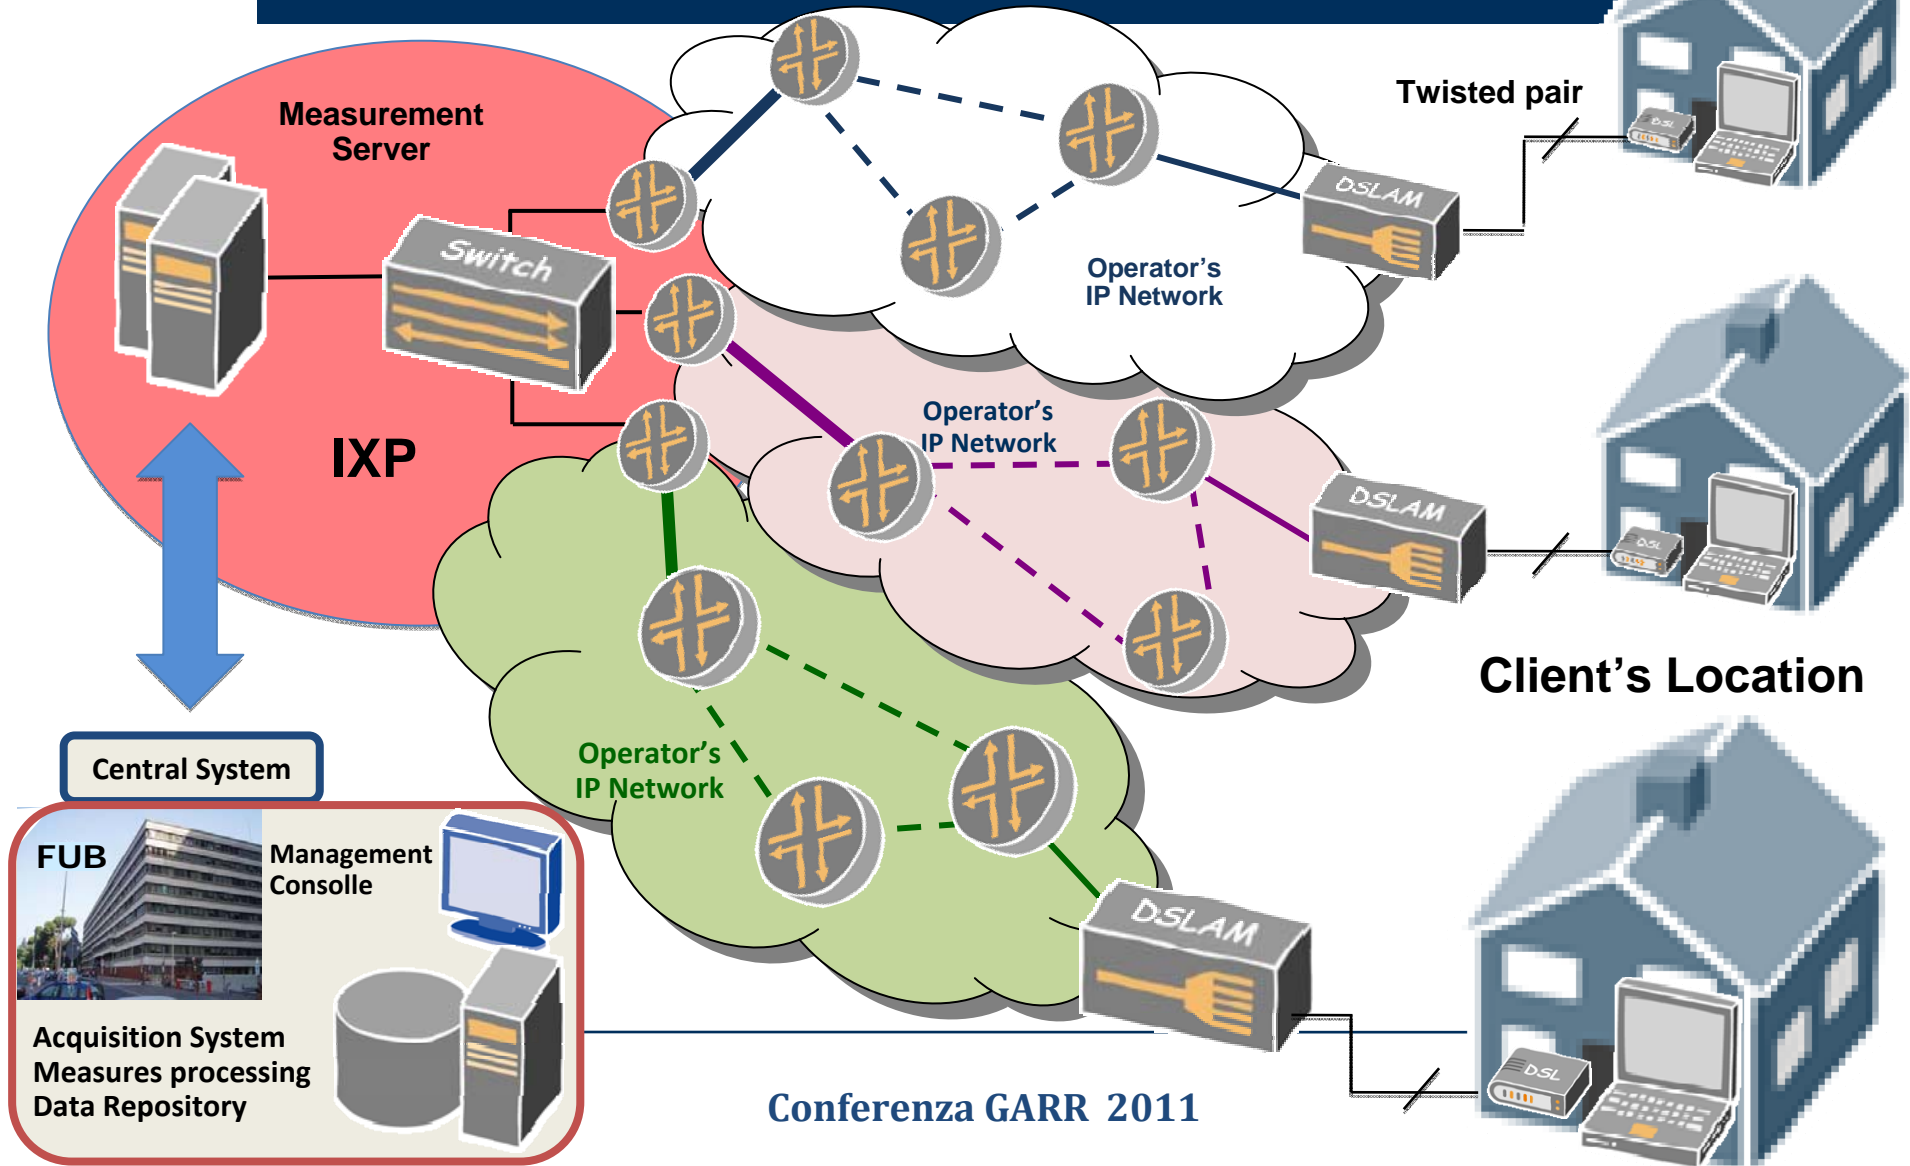 Measurement
Server
Twisted pair
DSL
DSLAM
Switch
Operator's
IP Network
IXP
Operator's
IP Network
DSLAM
DSL
Client's Location
Operator's
IP Network
Central System
FUB
Management
Consolle
DSLAM
Acquisition System
Measures processing
Data Repository
DSL
Conferenza GARR 2011